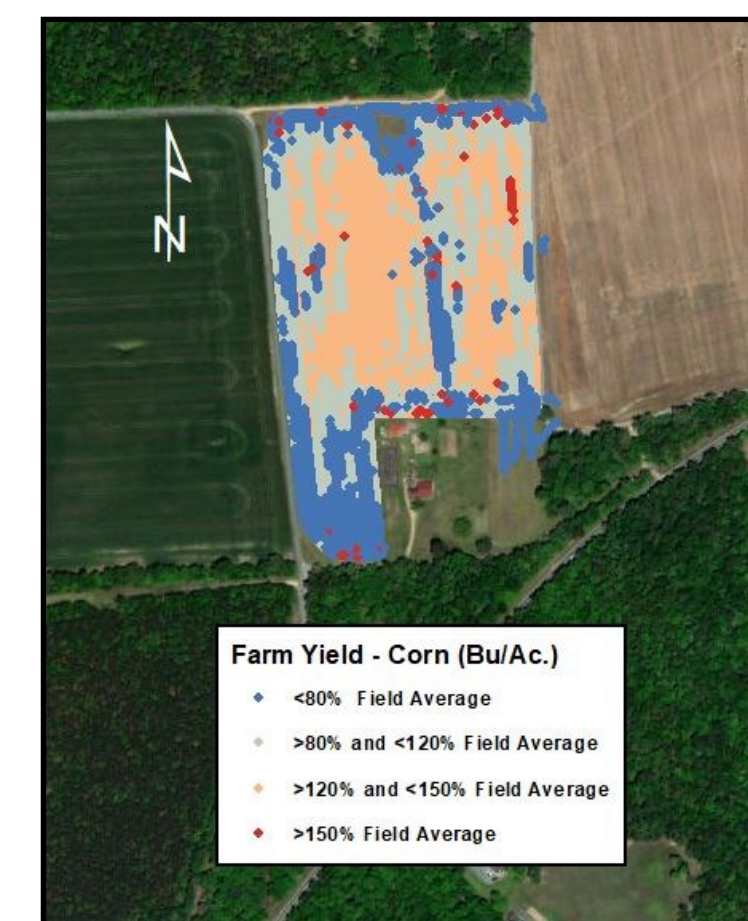 N
Farm Yield - Corn (Bu/Ac.)
<80% Field Average
>80% and <120% Field Average
>120% and <150% Field Average
>150% Field Average